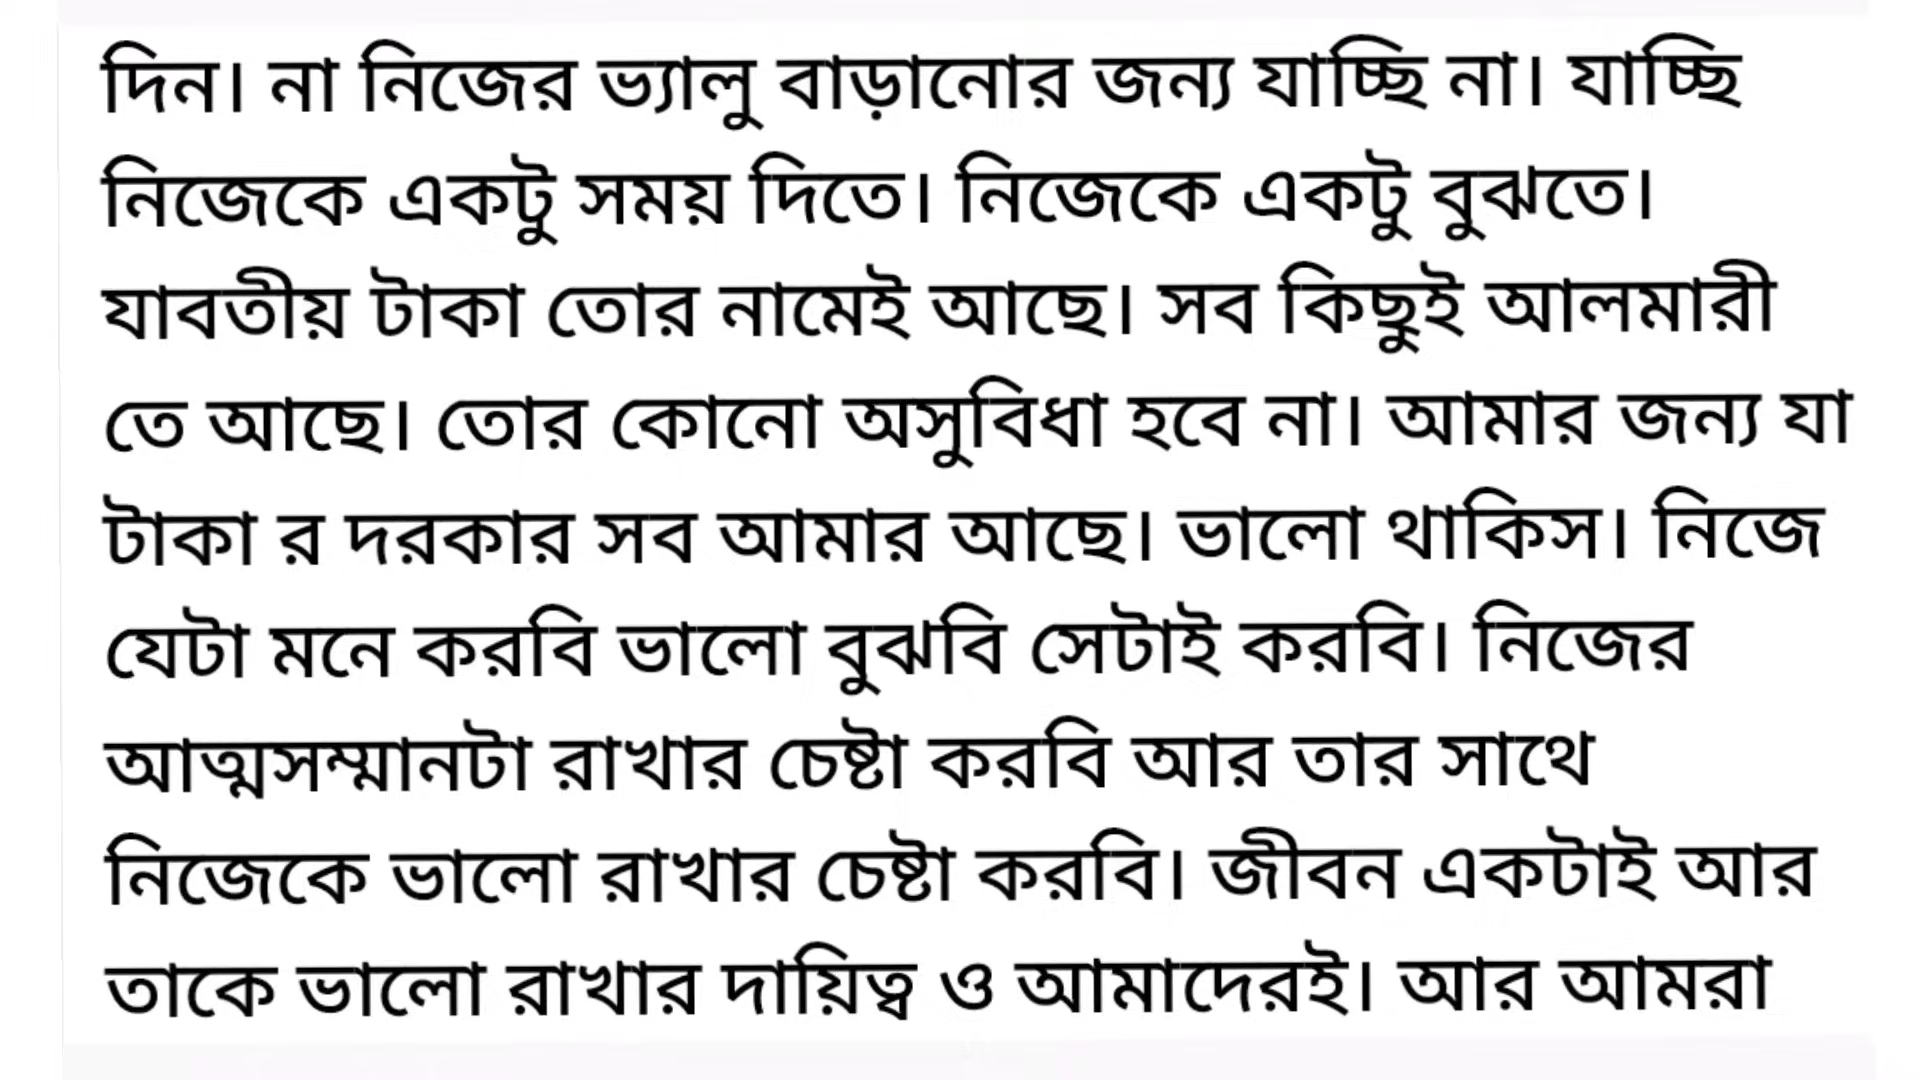 দিন। না নিজের ভ্যালু বাড়ানোর জন্য যাচ্ছি না। যাচ্ছি
নিজেকে একটু সময় দিতে। নিজেকে একটু বুঝতে।
যাবতীয় টাকা তোর নামেই আছে। সব কিছুই আলমারী
তে আছে। তোর কোনো অসুবিধা হবে না। আমার জন্য যা
টাকা র দরকার সব আমার আছে। ভালো থাকিস। নিজে
যেটা মনে করবি ভালো বুঝবি সেটাই করবি। নিজের
আত্মসম্মানটা রাখার চেষ্টা করবি আর তার সাথে
নিজেকে ভালো রাখার চেষ্টা করবি। জীবন একটাই আর
তাকে ভালো রাখার দায়িত্ব ও আমাদেরই। আর আমরা